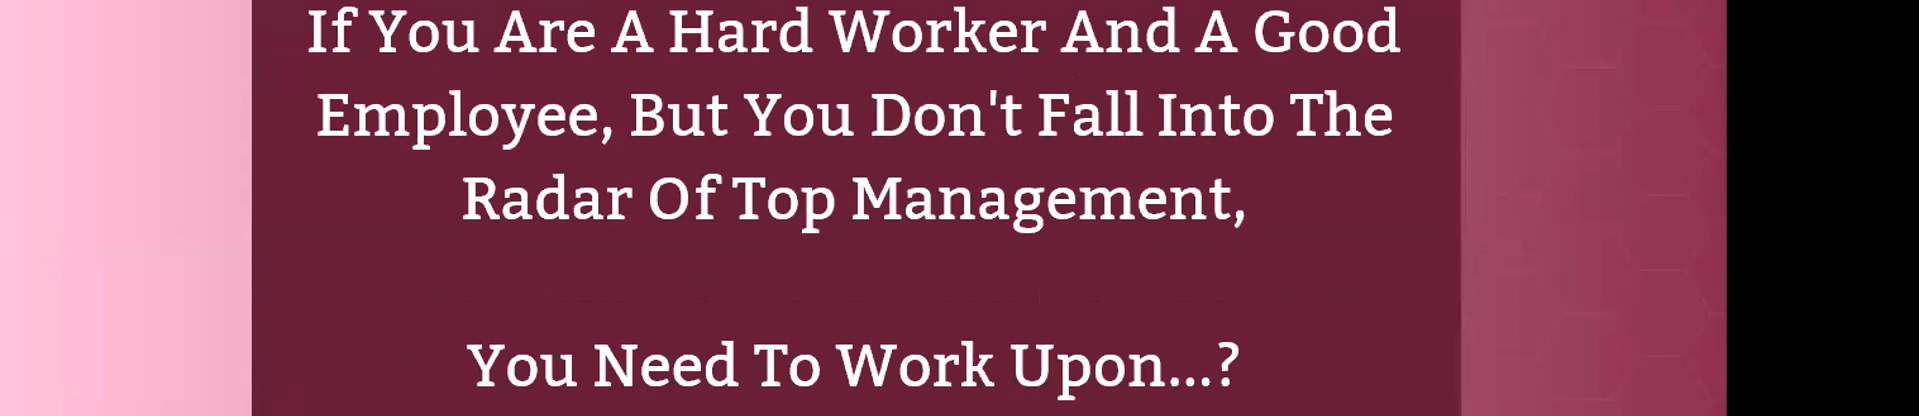 If You Are A Hard Worker And A Good
Employee, But You Don't Fall Into The
Radar Of Top Management,
You Need To Work Upon...?